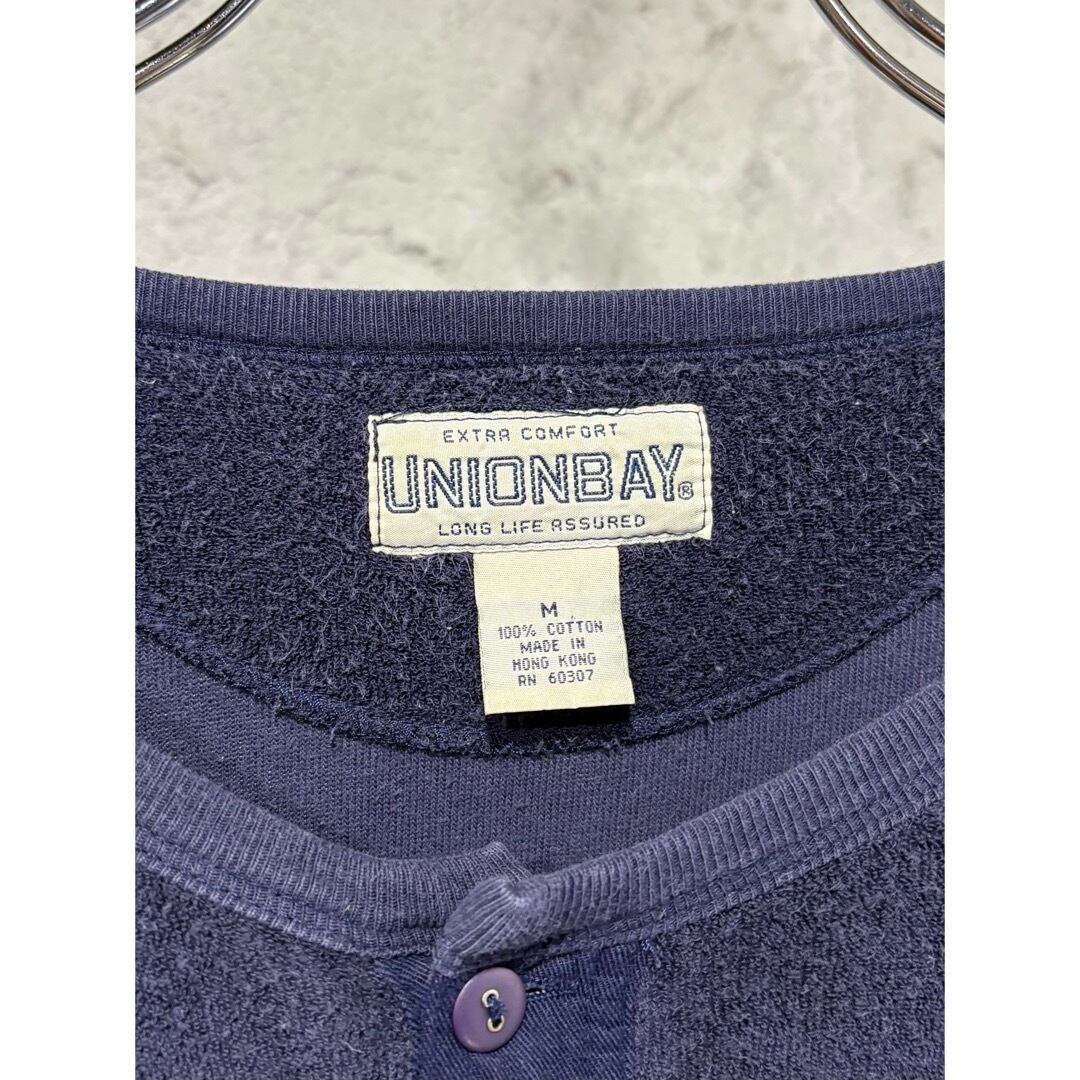 EXTRA COMFORT
UNIONBAY®
LONG LIFE ASSURED
M
100% COTTON
MADE IN
HONG KONG
RN 60307